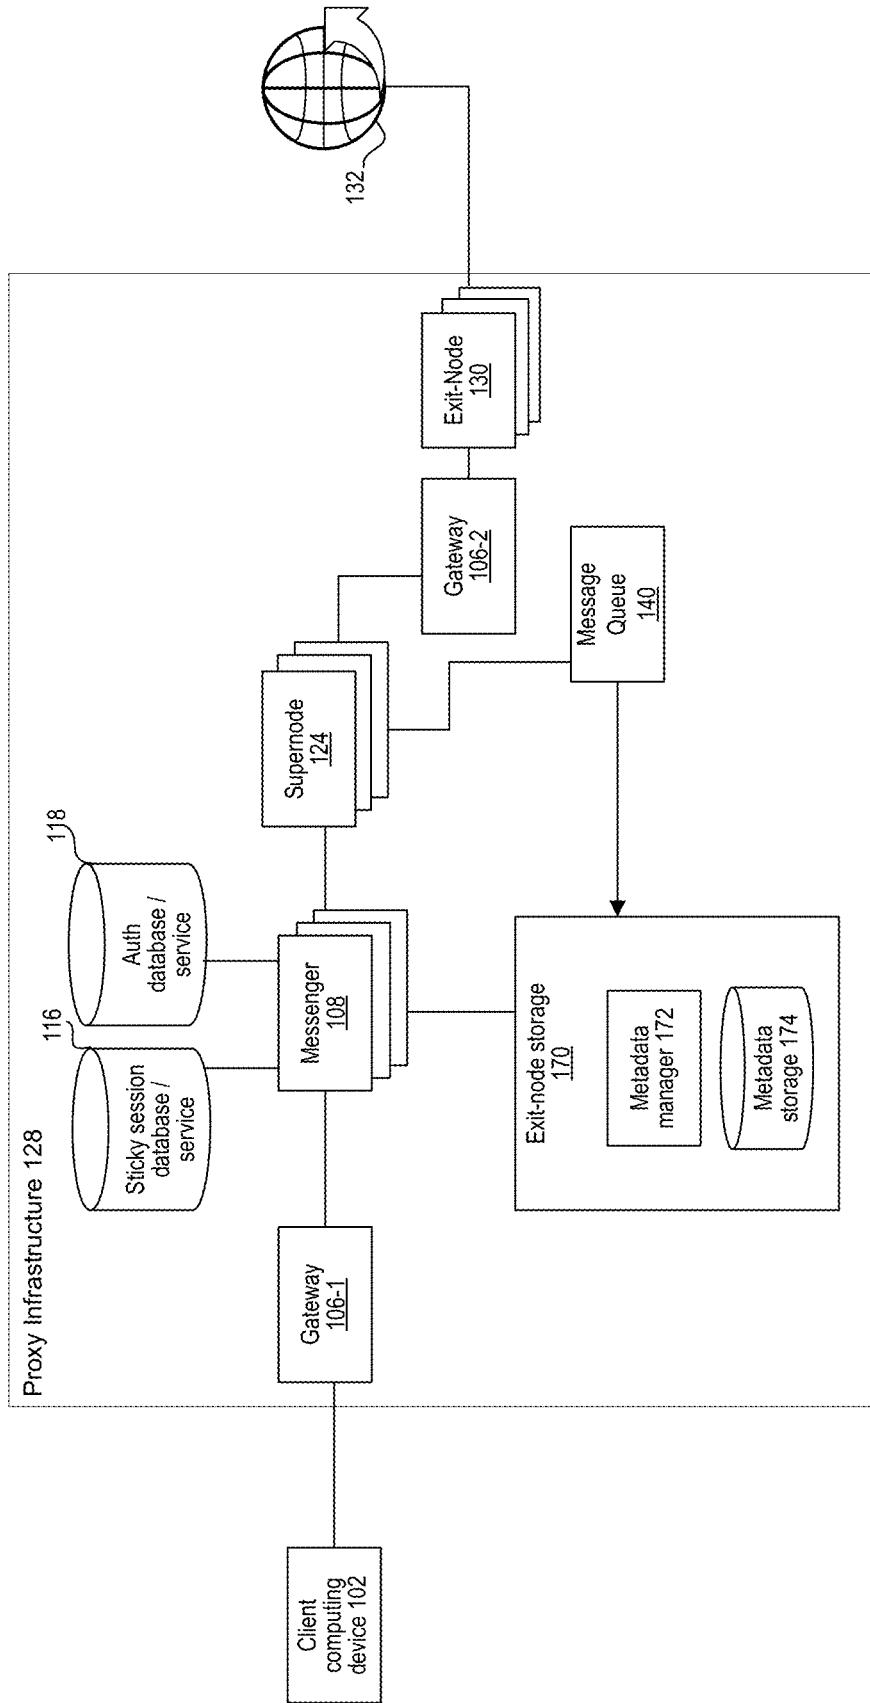 Proxy Infrastructure 128
116
118
Sticky session
database /
service
Auth
database /
service
132
Client
computing
device 102
Gateway
106-1
Messenger
108
Supernode
124
Gateway
106-2
Exit-Node
130
Exit-node storage
170
Metadata
manager 172
Metadata
storage 174
Message
Queue
140